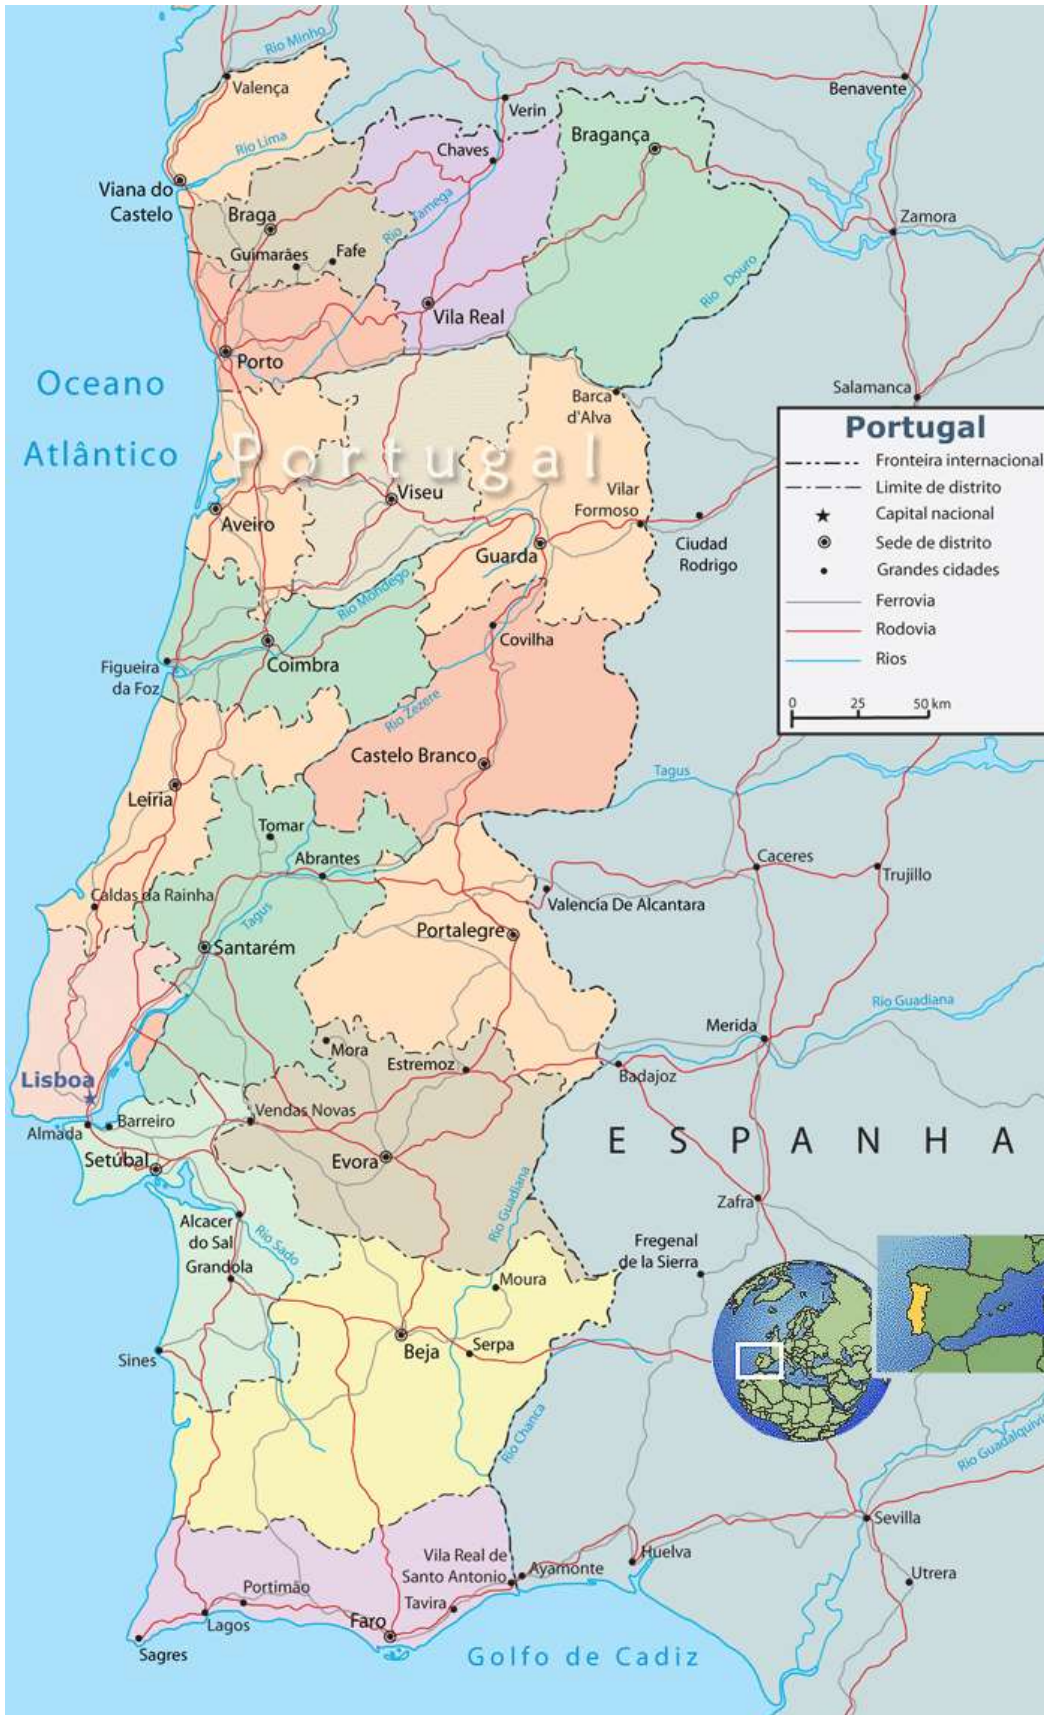 Rio Minho
Valença
Benavente
Verin
Bragança
Rio Lima
Chaves
Viana do
Castelo
Rio Tamega
Zamora
Braga
Guimarães
Fafe
Rio Douro
Vila Real
Porto
Oceano
Atlântico
Barca
d'Alva
Salamanca
Portugal
Portugal
Fronteira internacional
Limite de distrito
Capital nacional
Sede de distrito
Grandes cidades
Ferrovia
Rodovia
Rios
0 25 50 km
Viseu
Vilar
Formoso
Aveiro
Guarda
Ciudad
Rodrigo
Rio Mondego
Covilha
Coimbra
Figueira
da Foz
Rio Zezere
Castelo Branco
Tagus
Leiria
Tomar
Abrantes
Caceres
Trujillo
Caldas da Rainha
Valencia De Alcantara
Tagus
Portalegre
Santarém
Rio Guadiana
Merida
Mora
Estremoz
Badajoz
Lisboa
Vendas Novas
Almada
Barreiro
ESPANHA
Setúbal
Evora
Zafra
Rio Guadiana
Alcacer
do Sal
Rio Sado
Fregenal
de la Sierra
Grandola
Moura
Beja
Serpa
Sines
Rio Chanca
Rio Guadalquivi
Sevilla
Vila Real de
Santo Antonio
Ayamonte
Huelva
Utrera
Portimão
Lagos
Faro
Tavira
Sagres
Golfo de Cadiz